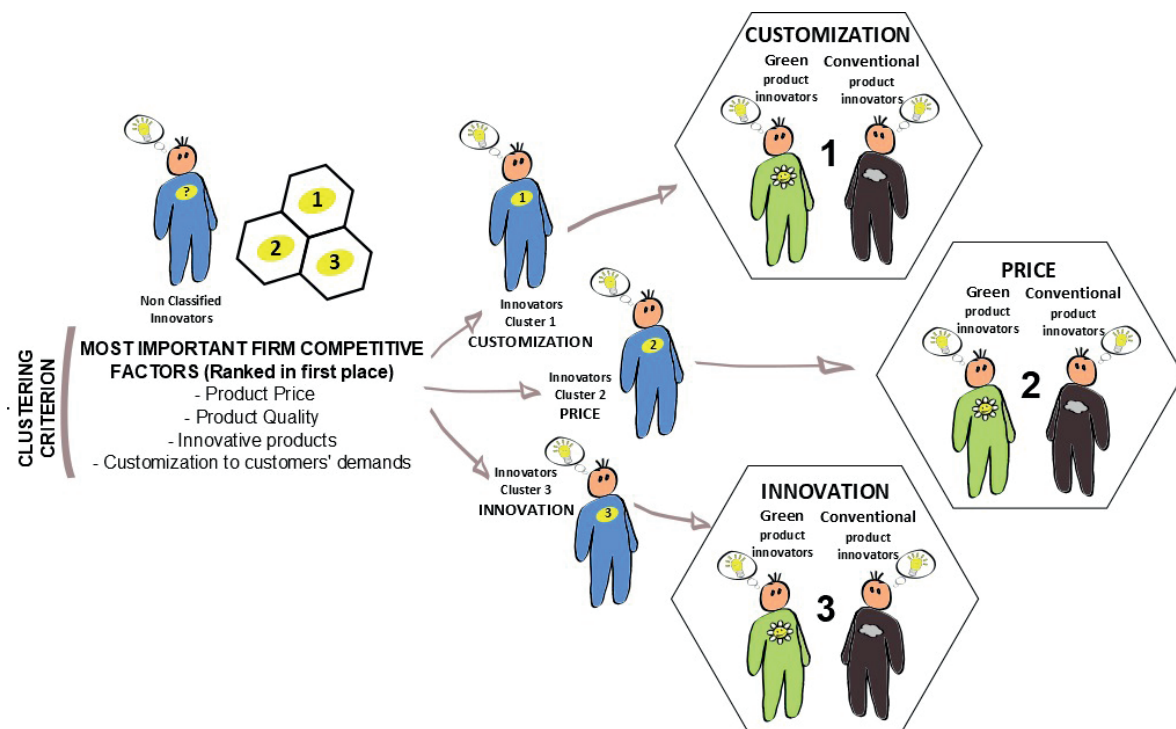 ?
1
2
3
Non Classified
Innovators
CLUSTERING
CRITERION
MOST IMPORTANT FIRM COMPETITIVE
FACTORS (Ranked in first place)
- Product Price
- Product Quality
- Innovative products
- Customization to customers' demands
1
Innovators
Cluster 1
CUSTOMIZATION
2
Innovators
Cluster 2
PRICE
3
Innovators
Cluster 3
INNOVATION
CUSTOMIZATION
Green
product
innovators
Conventional
product
innovators
1
PRICE
Green
product
innovators
Conventional
product
innovators
2
INNOVATION
Green
product
innovators
Conventional
product
innovators
3